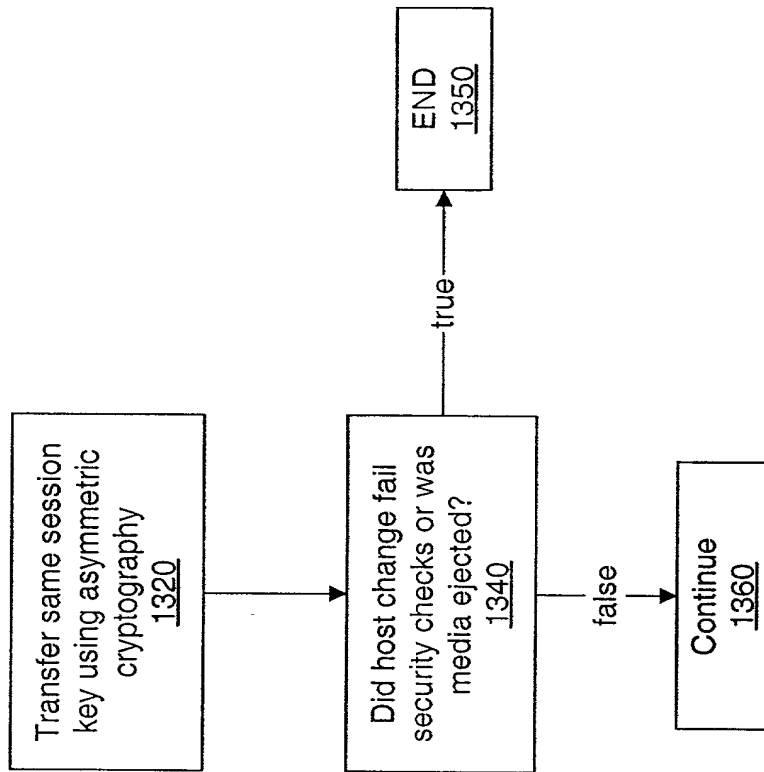 Transfer same session
key using asymmetric
cryptography
1320
Did host change fail
security checks or was
media ejected?
1340
true
END
1350
false
Continue
1360